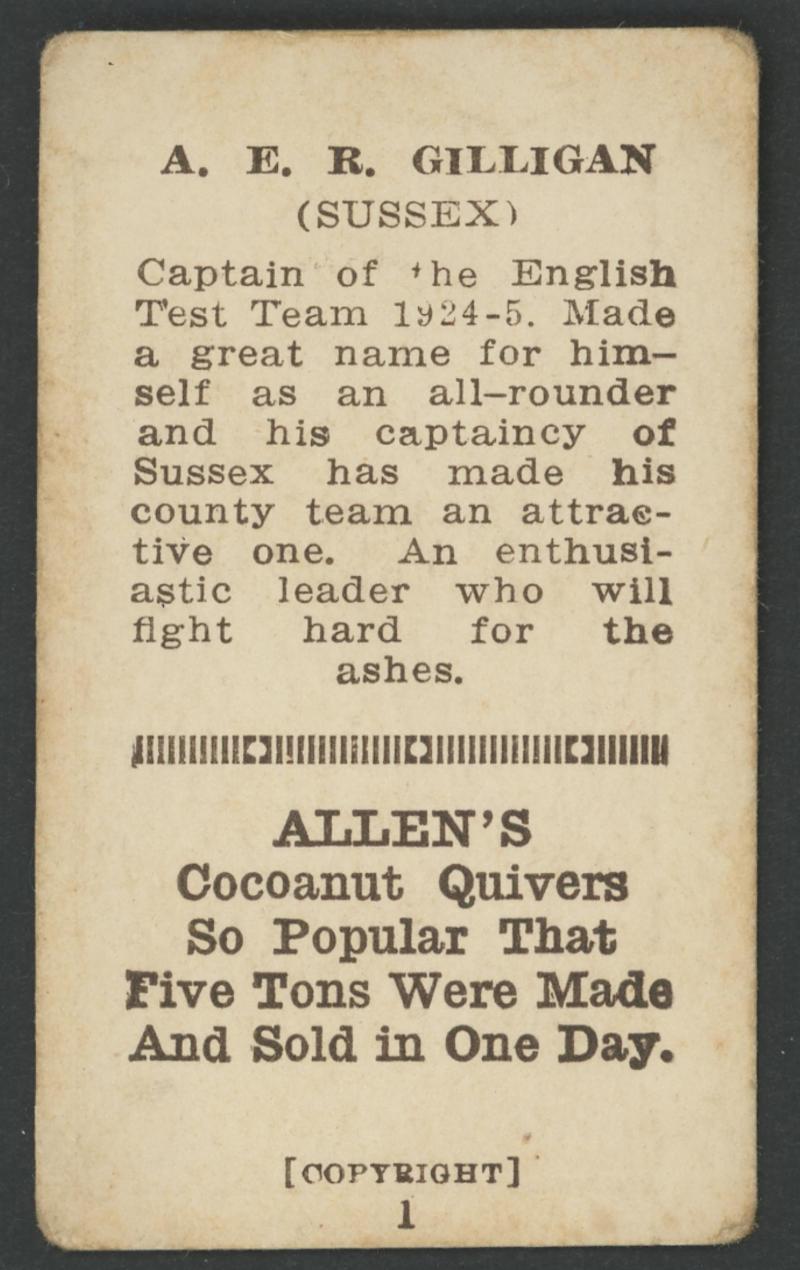 A. E. R. GILLIGAN
(SUSSEX)
Captain of the English
Test Team 1924-5. Made
a great name for him-
self as an all-rounder
and his captaincy of
Sussex has made his
county team an attrac-
tive one. An enthusi-
astic leader who will
fight hard for the
ashes.
ALLEN'S
Cocoanut Quivers
So Popular That
Five Tons Were Made
And Sold in One Day.
[COPYRIGHT]
1